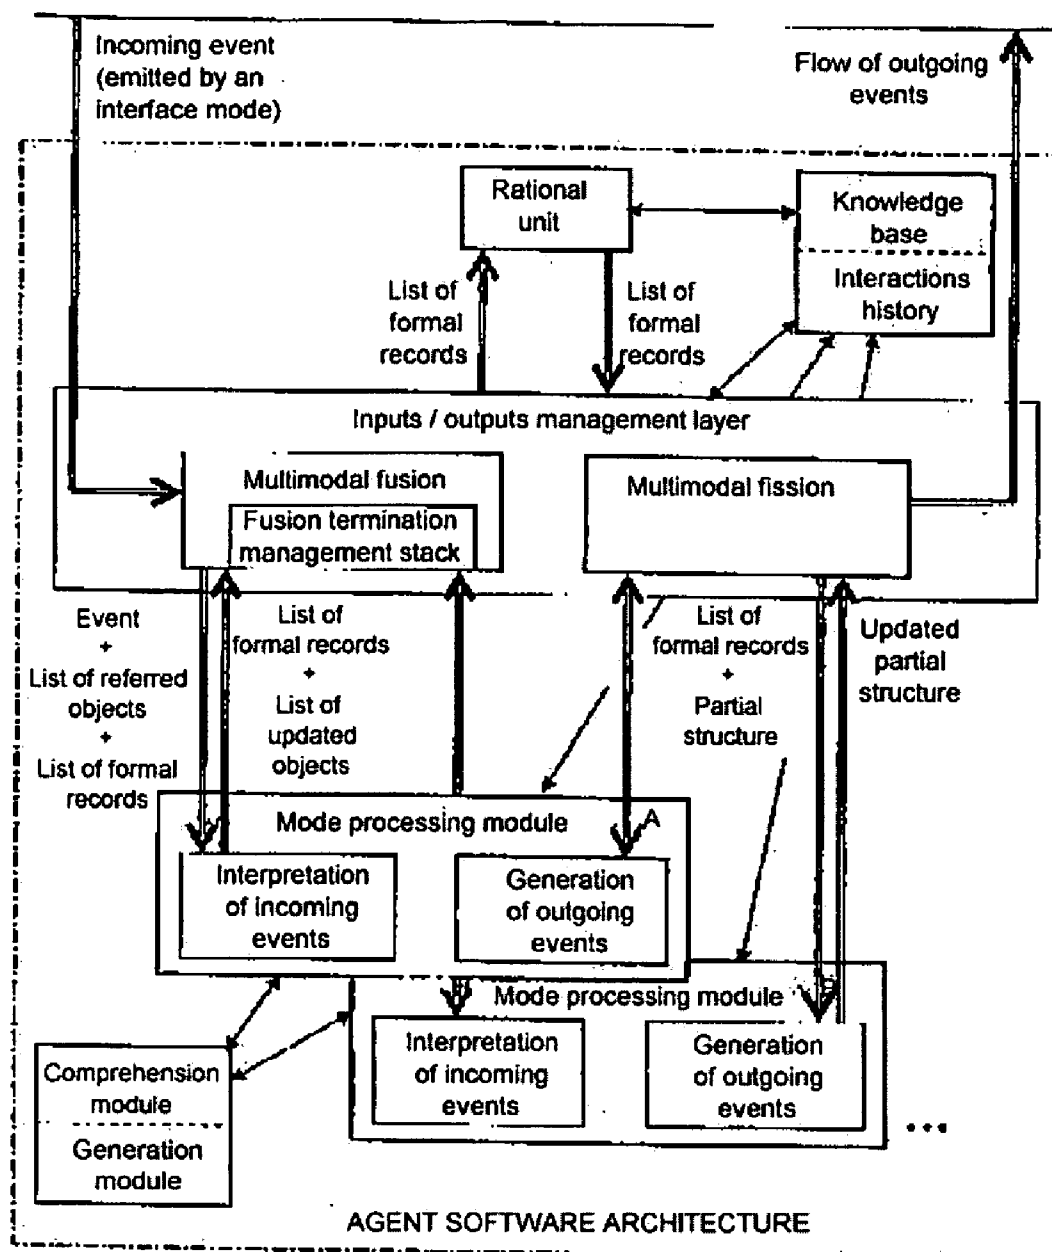 Incoming event
(emitted by an
interface mode)
Flow of outgoing
events
Rational
unit
Knowledge
base
Interactions
history
List of
formal
records
List of
formal
records
Inputs / outputs management layer
Multimodal fusion
Fusion termination
management stack
Multimodal fission
Event
+
List of referred
objects
+
List of formal
records
List of
formal records
+
List of
updated
objects
List of
formal records
+
Partial
structure
Updated
partial
structure
Mode processing module
A
Interpretation
of incoming
events
Generation
of outgoing
events
Mode processing module
Interpretation
of incoming
events
Generation
of outgoing
events
Comprehension
module
Generation
module
...
AGENT SOFTWARE ARCHITECTURE